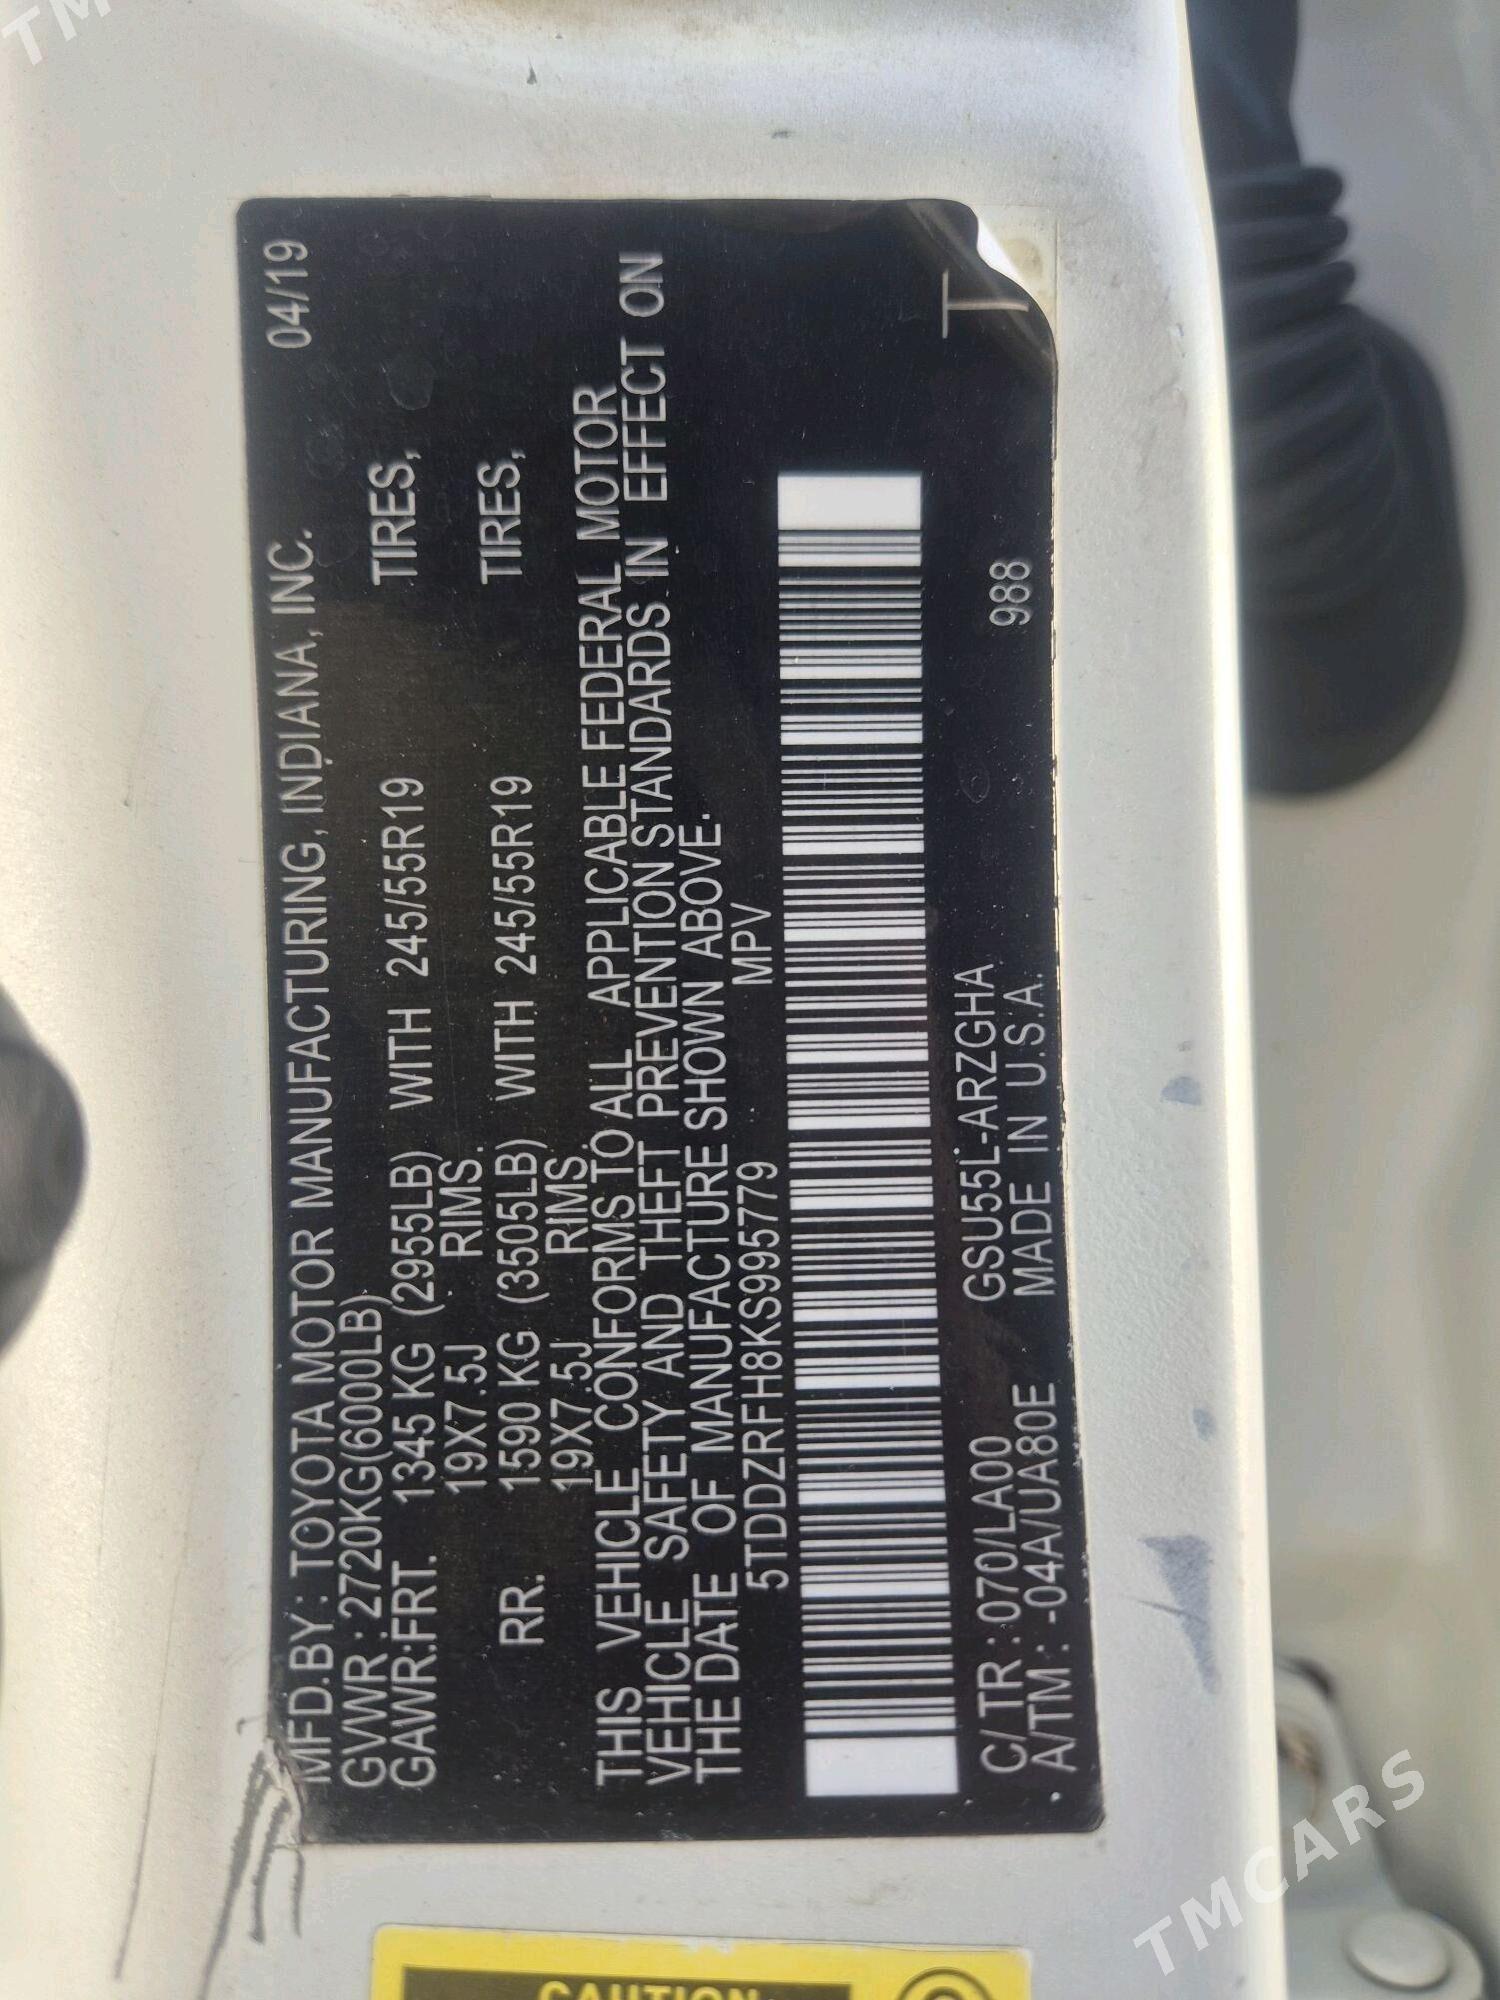 MFD.BY: TOYOTA MOTOR MANUFACTURING, INDIANA, INC. 04/19
GVWR : 2720KG(6000LB)
GAWR:FRT. 1345 KG (2955LB) WITH 245/55R19 TIRES,
19X7.5J RIMS.
RR. 1590 KG (3505LB) WITH 245/55R19 TIRES,
19X7.5J RIMS.
THIS VEHICLE CONFORMS TO ALL APPLICABLE FEDERAL MOTOR
VEHICLE SAFETY AND THEFT PREVENTION STANDARDS IN EFFECT ON
THE DATE OF MANUFACTURE SHOWN ABOVE.
5TDDZRFH8KS995779 MPV
C/TR : 070/LA00 GSU55L-ARZGHA 988 T
A/TM : -04A/UA80E MADE IN U.S.A.
CAUTION
TMCARS
TM